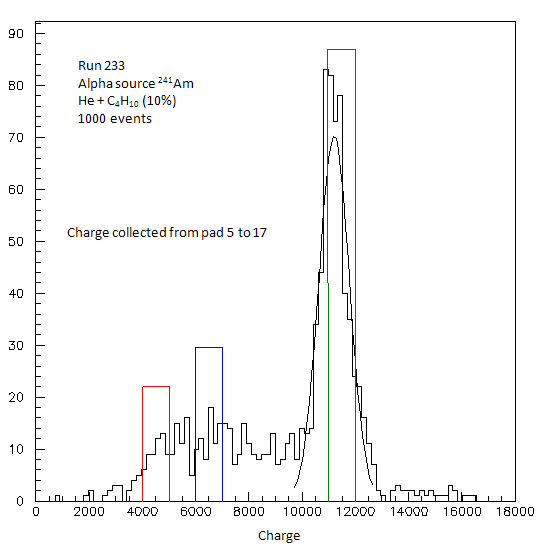 90
80
70
60
50
40
30
20
10
0
Run 233
Alpha source ²⁴¹Am
He + C₄H₁₀ (10%)
1000 events
Charge collected from pad 5 to 17
0 2000 4000 6000 8000 10000 12000 14000 16000 18000
Charge